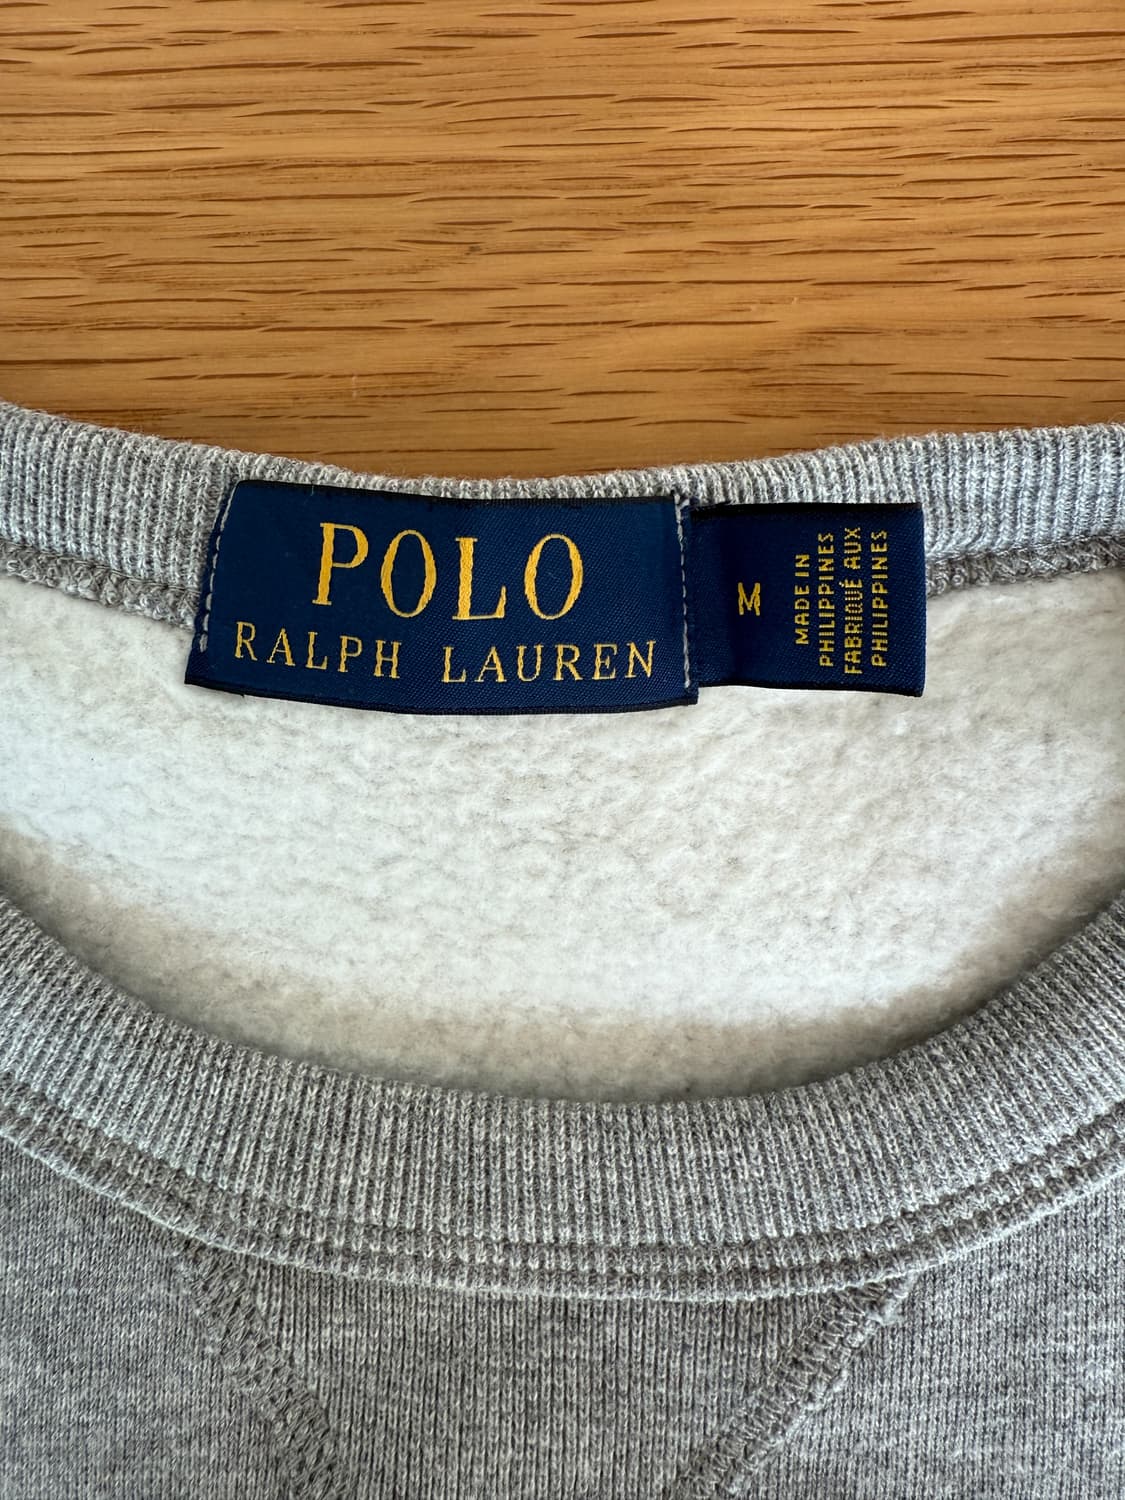 POLO
RALPH LAUREN
M
MADE IN
PHILIPPINES
FABRIQUÉ AUX
PHILIPPINES